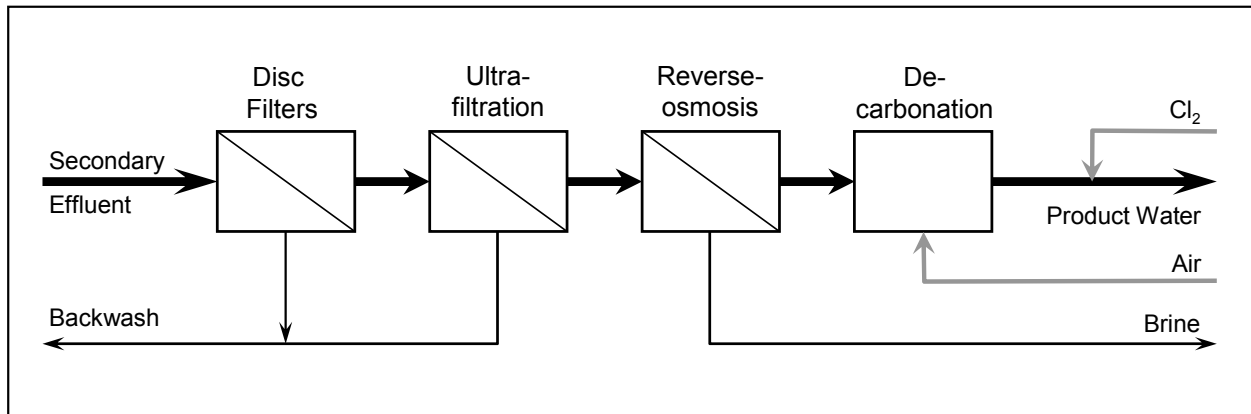 Disc
Filters
Ultra-
filtration
Reverse-
osmosis
De-
carbonation
Cl₂
Secondary
Effluent
Product Water
Air
Backwash
Brine